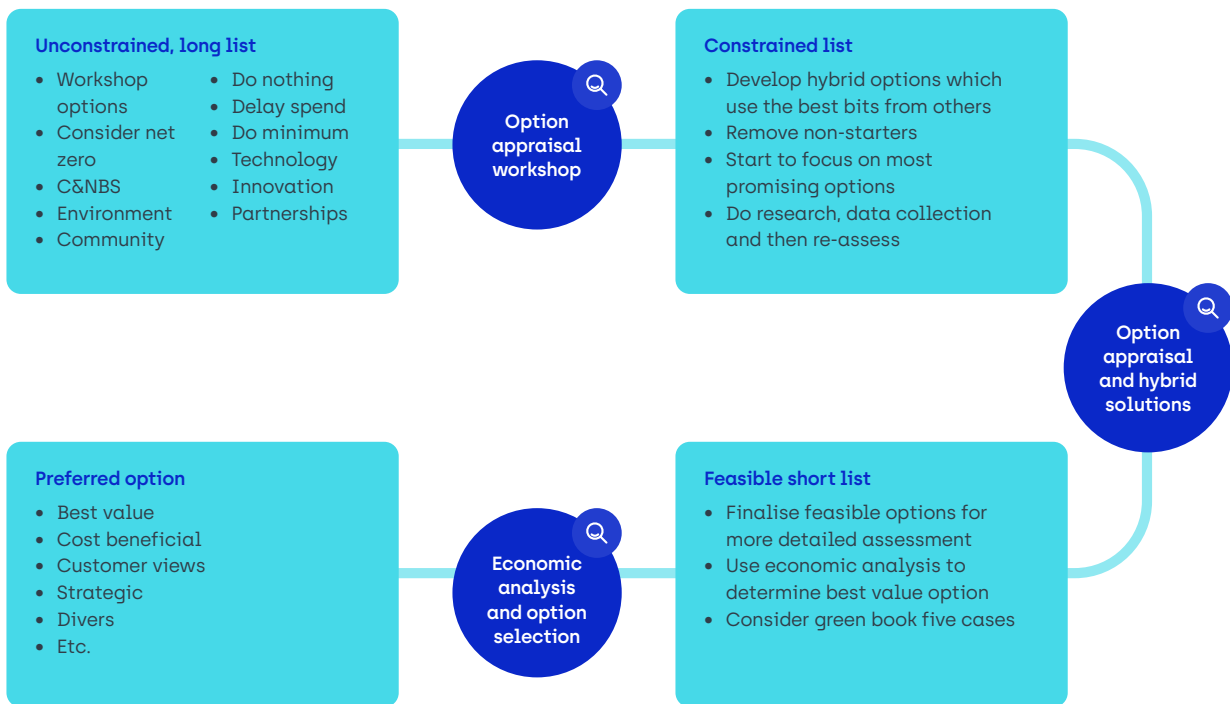 Unconstrained, long list
• Workshop
options
• Consider net
zero
• C&NBS
• Environment
• Community
• Do nothing
• Delay spend
• Do minimum
• Technology
• Innovation
• Partnerships
Option
appraisal
workshop
Constrained list
• Develop hybrid options which
use the best bits from others
• Remove non-starters
• Start to focus on most
promising options
• Do research, data collection
and then re-assess
Option
appraisal
and hybrid
solutions
Feasible short list
• Finalise feasible options for
more detailed assessment
• Use economic analysis to
determine best value option
• Consider green book five cases
Economic
analysis
and option
selection
Preferred option
• Best value
• Cost beneficial
• Customer views
• Strategic
• Divers
• Etc.